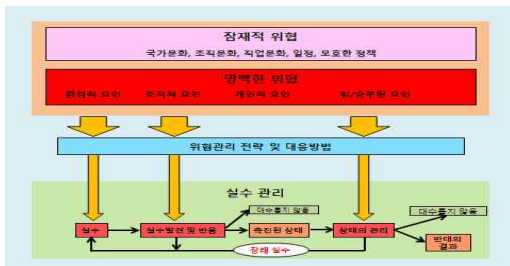 잠재적 위협
국가문화, 조직문화, 직업문화, 일정, 모호한 정책
명백한 위협
환경적 요인 조직적 요인 개인적 요인 팀/승무원 요인
위협관리 전략 및 대응방법
실수 관리
대수롭지 않음
대수롭지 않음
실수 실수발견 및 반응 촉진된 상태 상태의 관리
반대의
결과
장래 실수